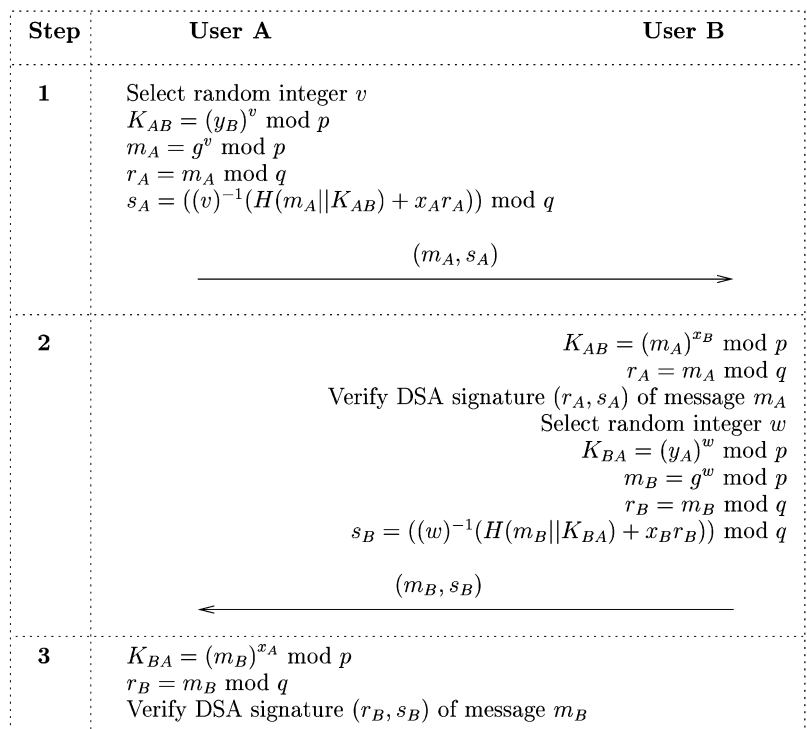 Step User A User B
1 Select random integer v
K_{AB} = (y_B)^v mod p
m_A = g^v mod p
r_A = m_A mod q
s_A = ((v)^{-1}(H(m_A||K_{AB}) + x_A r_A)) mod q
(m_A, s_A)
2 K_{AB} = (m_A)^{x_B} mod p
r_A = m_A mod q
Verify DSA signature (r_A, s_A) of message m_A
Select random integer w
K_{BA} = (y_A)^w mod p
m_B = g^w mod p
r_B = m_B mod q
s_B = ((w)^{-1}(H(m_B||K_{BA}) + x_B r_B)) mod q
(m_B, s_B)
3 K_{BA} = (m_B)^{x_A} mod p
r_B = m_B mod q
Verify DSA signature (r_B, s_B) of message m_B